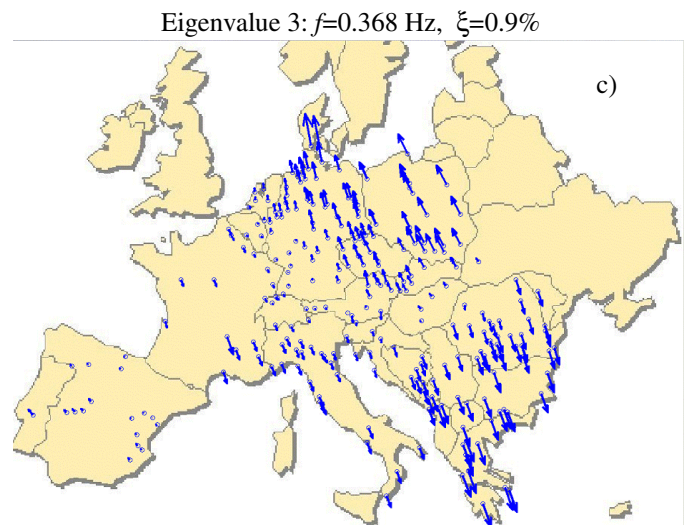 Eigenvalue 3: f=0.368 Hz, ξ=0.9%
c)